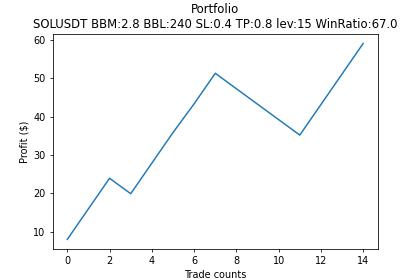 Portfolio
SOLUSDT BBM:2.8 BBL:240 SL:0.4 TP:0.8 lev:15 WinRatio:67.0
Profit ($)
60
50
40
30
20
10
0 2 4 6 8 10 12 14
Trade counts